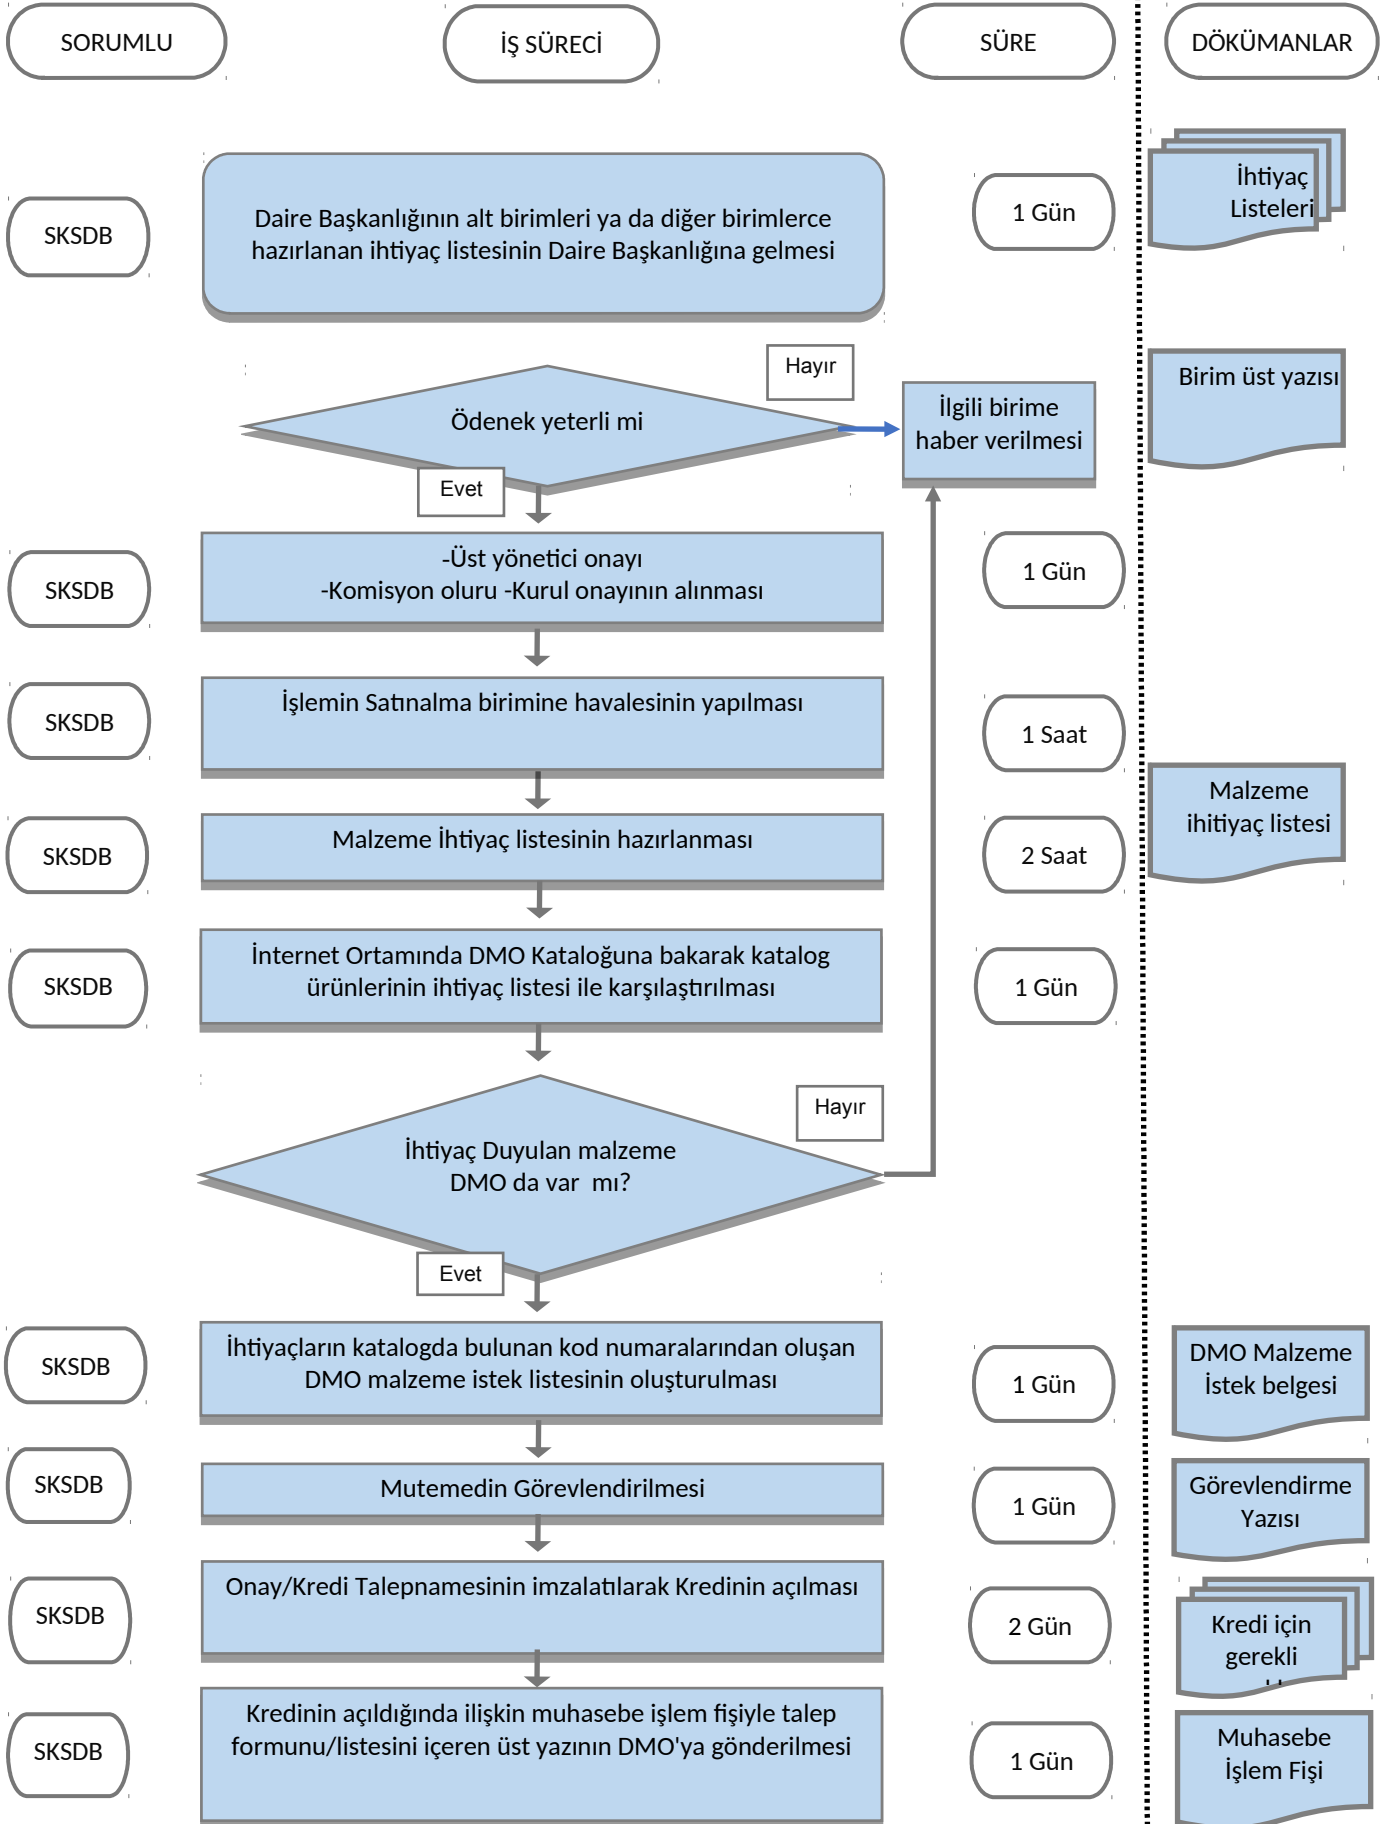 SORUMLU
İŞ SÜRECİ
SÜRE
DÖKÜMANLAR
SKSDB
Daire Başkanlığının alt birimleri ya da diğer birimlerce
hazırlanan ihtiyaç listesinin Daire Başkanlığına gelmesi
1 Gün
İhtiyaç
Listeleri
Ödenek yeterli mi
Hayır
İlgili birime
haber verilmesi
Birim üst yazısı
Evet
SKSDB
-Üst yönetici onayı
-Komisyon oluru -Kurul onayının alınması
1 Gün
SKSDB
İşlemin Satınalma birimine havalesinin yapılması
1 Saat
SKSDB
Malzeme İhtiyaç listesinin hazırlanması
2 Saat
Malzeme
ihitiyaç listesi
SKSDB
İnternet Ortamında DMO Kataloğuna bakarak katalog
ürünlerinin ihtiyaç listesi ile karşılaştırılması
1 Gün
Hayır
İhtiyaç Duyulan malzeme
DMO da var  mı?
Evet
SKSDB
İhtiyaçların katalogda bulunan kod numaralarından oluşan
DMO malzeme istek listesinin oluşturulması
1 Gün
DMO Malzeme
İstek belgesi
SKSDB
Mutemedin Görevlendirilmesi
1 Gün
Görevlendirme
Yazısı
SKSDB
Onay/Kredi Talepnamesinin imzalatılarak Kredinin açılması
2 Gün
Kredi için
gerekli
SKSDB
Kredinin açıldığında ilişkin muhasebe işlem fişiyle talep
formunu/listesini içeren üst yazının DMO'ya gönderilmesi
1 Gün
Muhasebe
İşlem Fişi